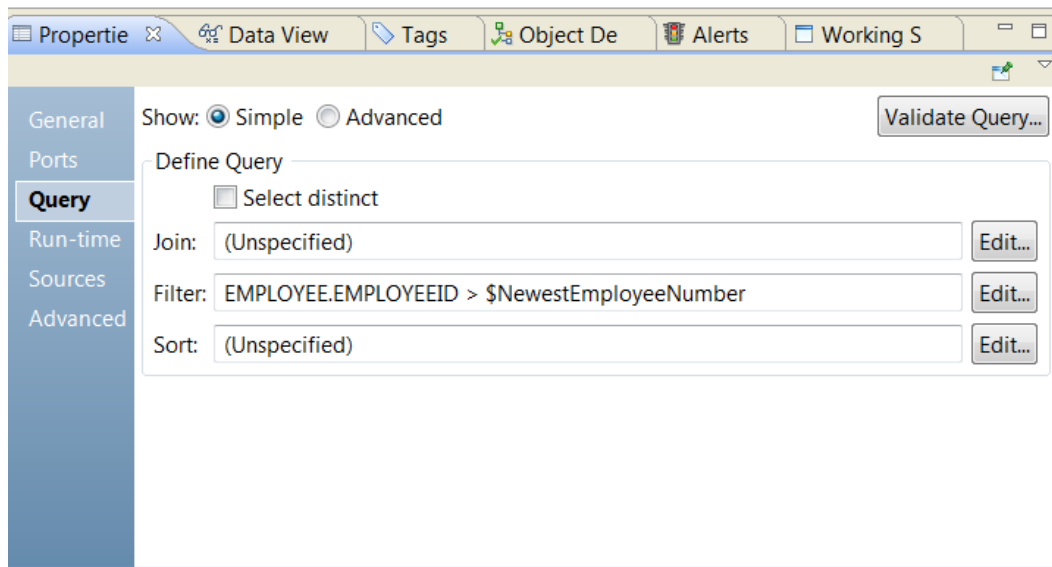 Propertie Data View Tags Object De Alerts Working S
General
Ports
Query
Run-time
Sources
Advanced
Show: Simple Advanced Validate Query...
Define Query
Select distinct
Join: (Unspecified) Edit...
Filter: EMPLOYEE.EMPLOYEEID > $NewestEmployeeNumber Edit...
Sort: (Unspecified) Edit...